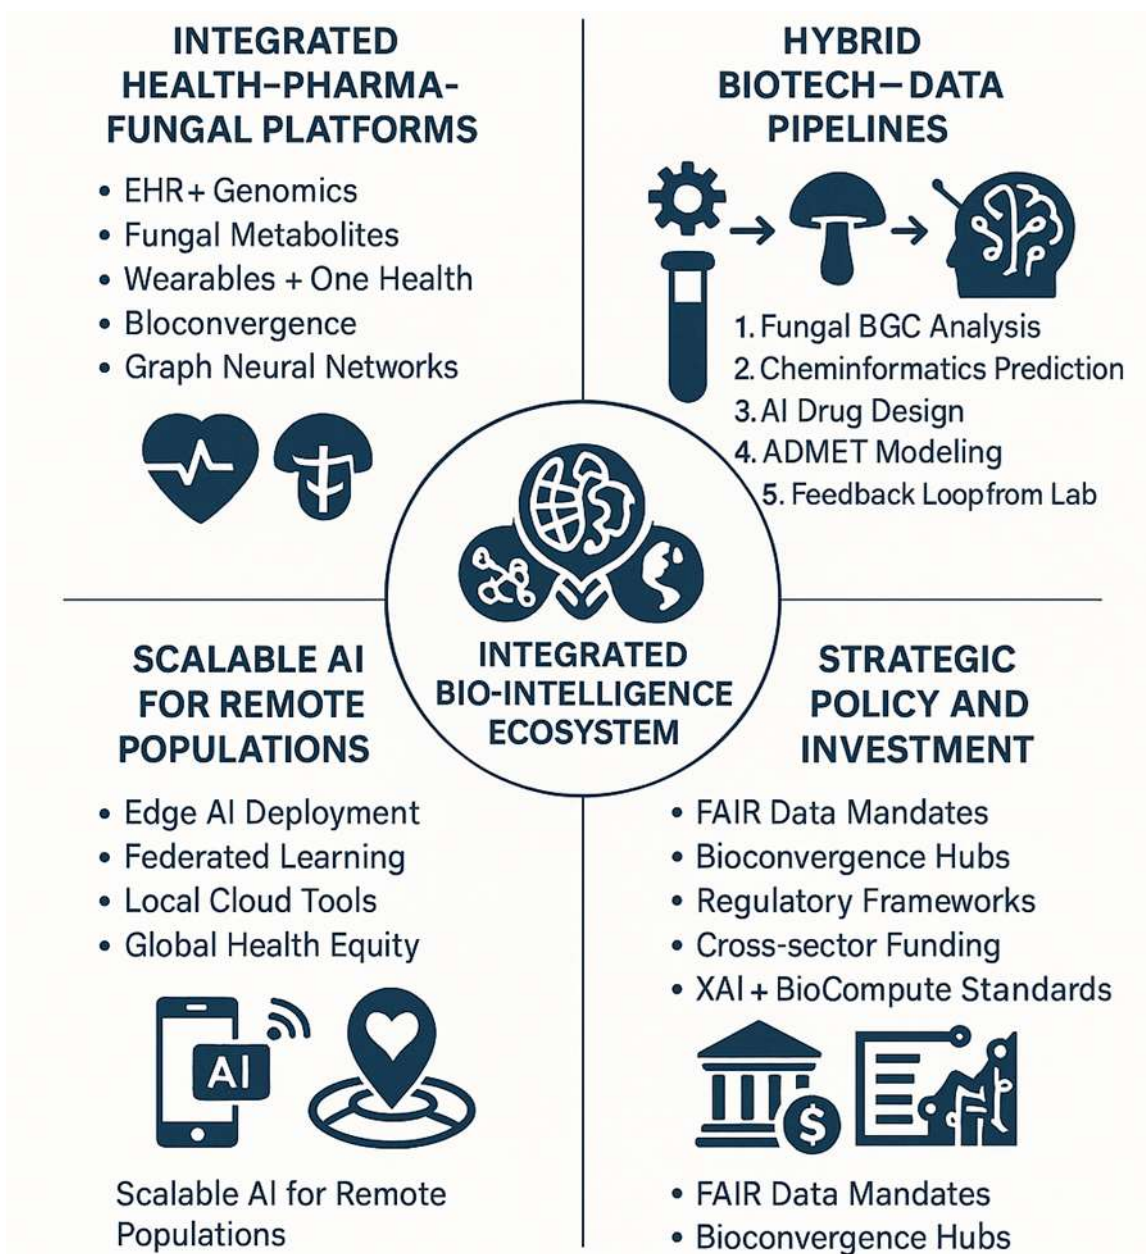 INTEGRATED
HEALTH–PHARMA-
FUNGAL PLATFORMS
• EHR+ Genomics
• Fungal Metabolites
• Wearables + One Health
• Bloconvergence
• Graph Neural Networks
HYBRID
BIOTECH–DATA
PIPELINES
1. Fungal BGC Analysis
2. Cheminformatics Prediction
3. AI Drug Design
4. ADMET Modeling
5. Feedback Loopfrom Lab
INTEGRATED
BIO-INTELLIGENCE
ECOSYSTEM
SCALABLE AI
FOR REMOTE
POPULATIONS
• Edge AI Deployment
• Federated Learning
• Local Cloud Tools
• Global Health Equity
AI
Scalable AI for Remote
Populations
STRATEGIC
POLICY AND
INVESTMENT
• FAIR Data Mandates
• Bioconvergence Hubs
• Regulatory Frameworks
• Cross-sector Funding
• XAI + BioCompute Standards
$
• FAIR Data Mandates
• Bioconvergence Hubs